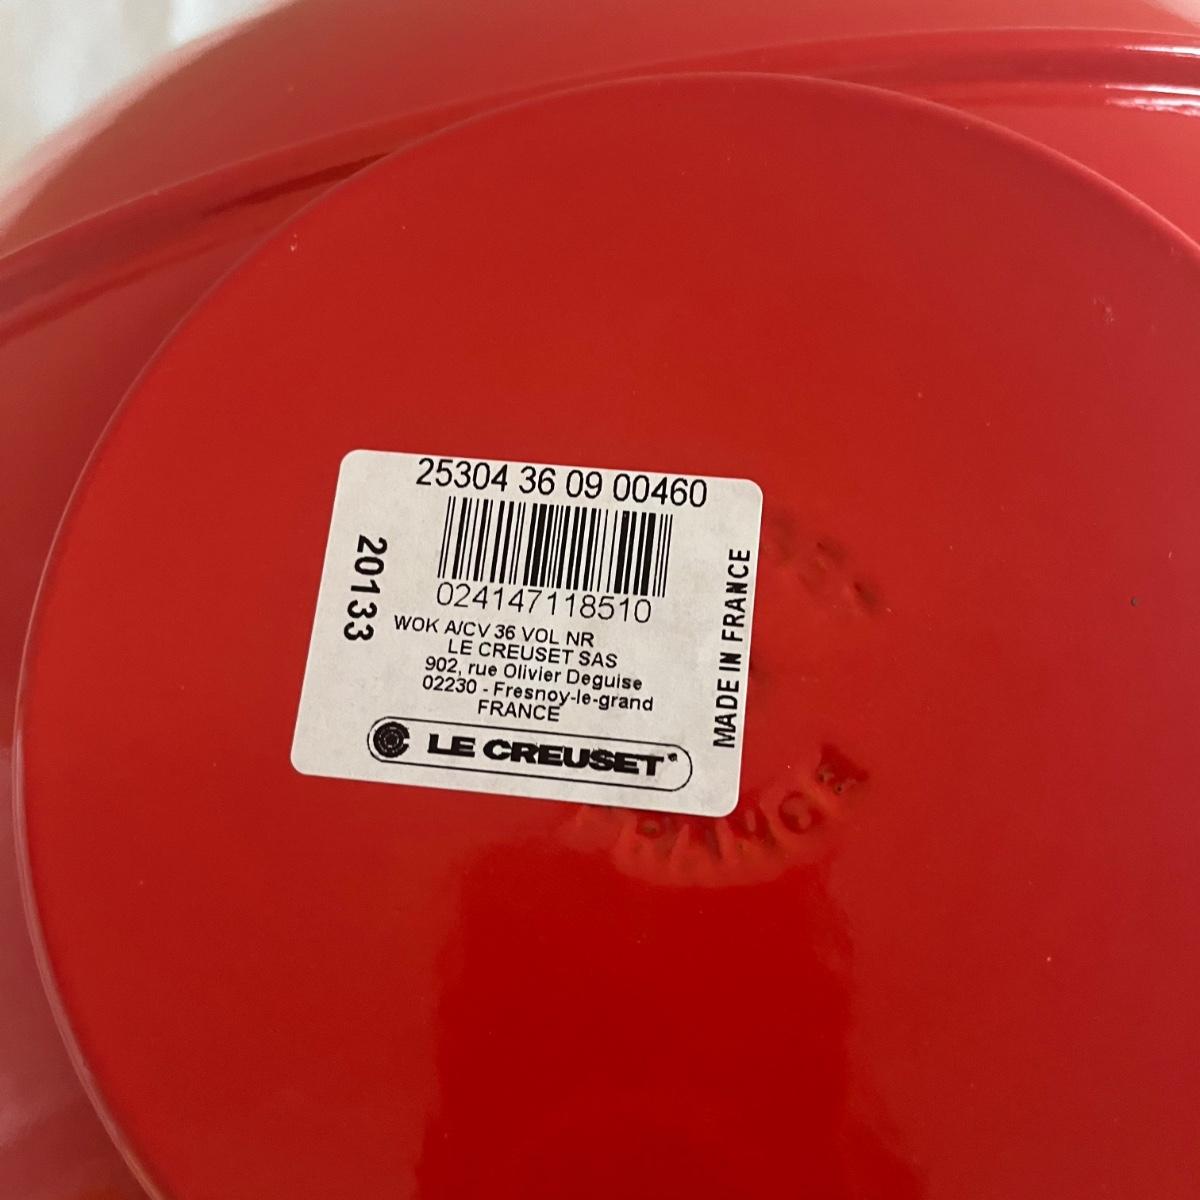 25304 36 09 00460
024147118510
WOK A/CV 36 VOL NR
LE CREUSET SAS
902, rue Olivier Deguise
02230 - Fresnoy-le-grand
FRANCE
LE CREUSET
20133
MADE IN FRANCE
FRANCE